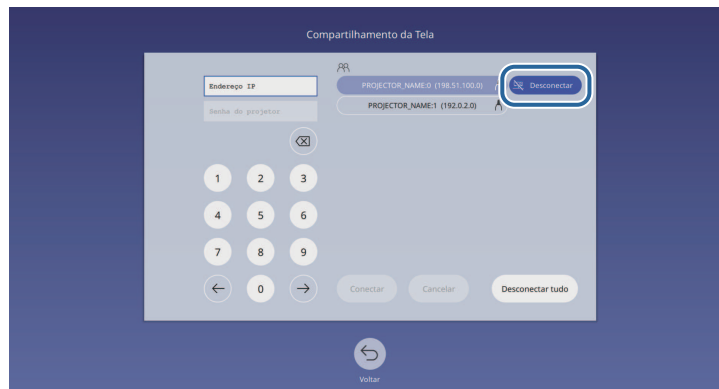 Compartilhamento da Tela
Endereço IP
Senha do projetor
PROJECTOR_NAME:0 (198.51.100.0)
Desconectar
PROJECTOR_NAME:1 (192.0.2.0)
1 2 3
4 5 6
7 8 9
0
Conectar Cancelar Desconectar tudo
Voltar